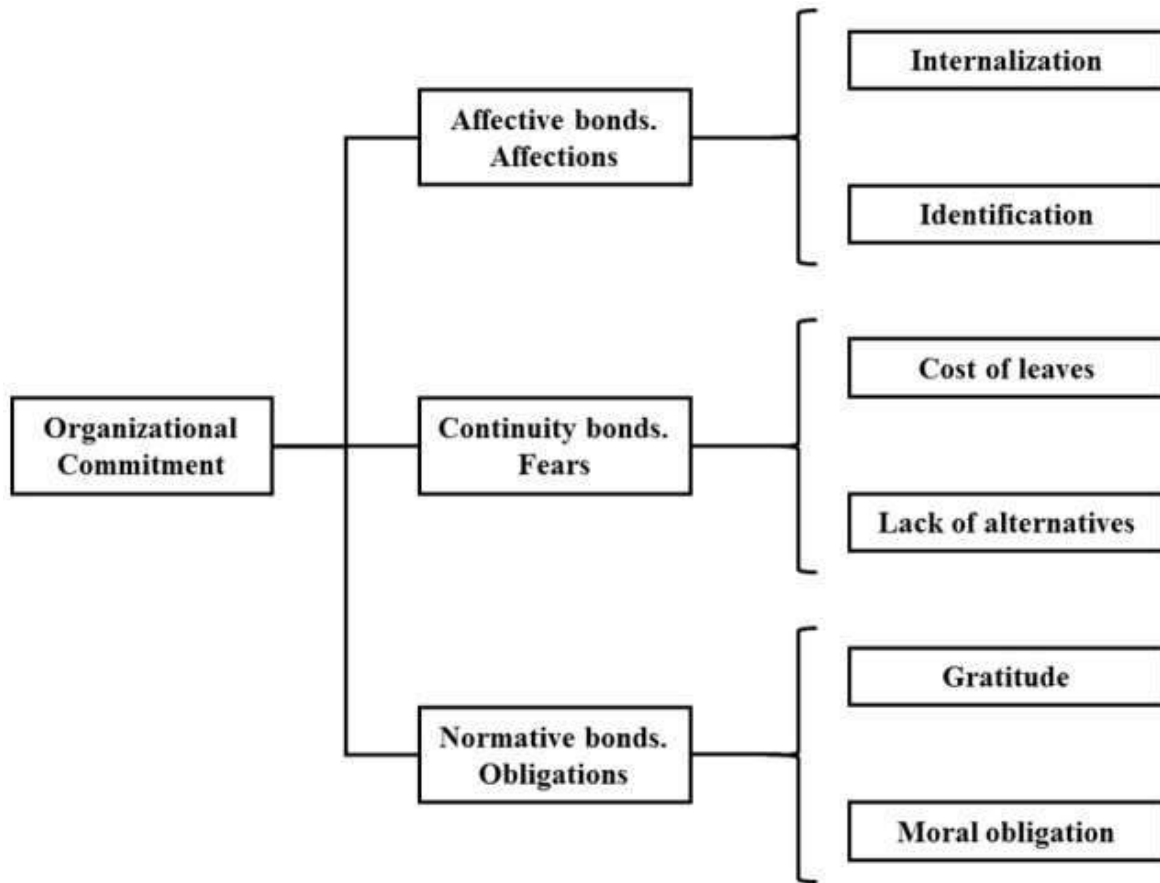 Organizational
Commitment
Affective bonds.
Affections
Internalization
Identification
Continuity bonds.
Fears
Cost of leaves
Lack of alternatives
Normative bonds.
Obligations
Gratitude
Moral obligation